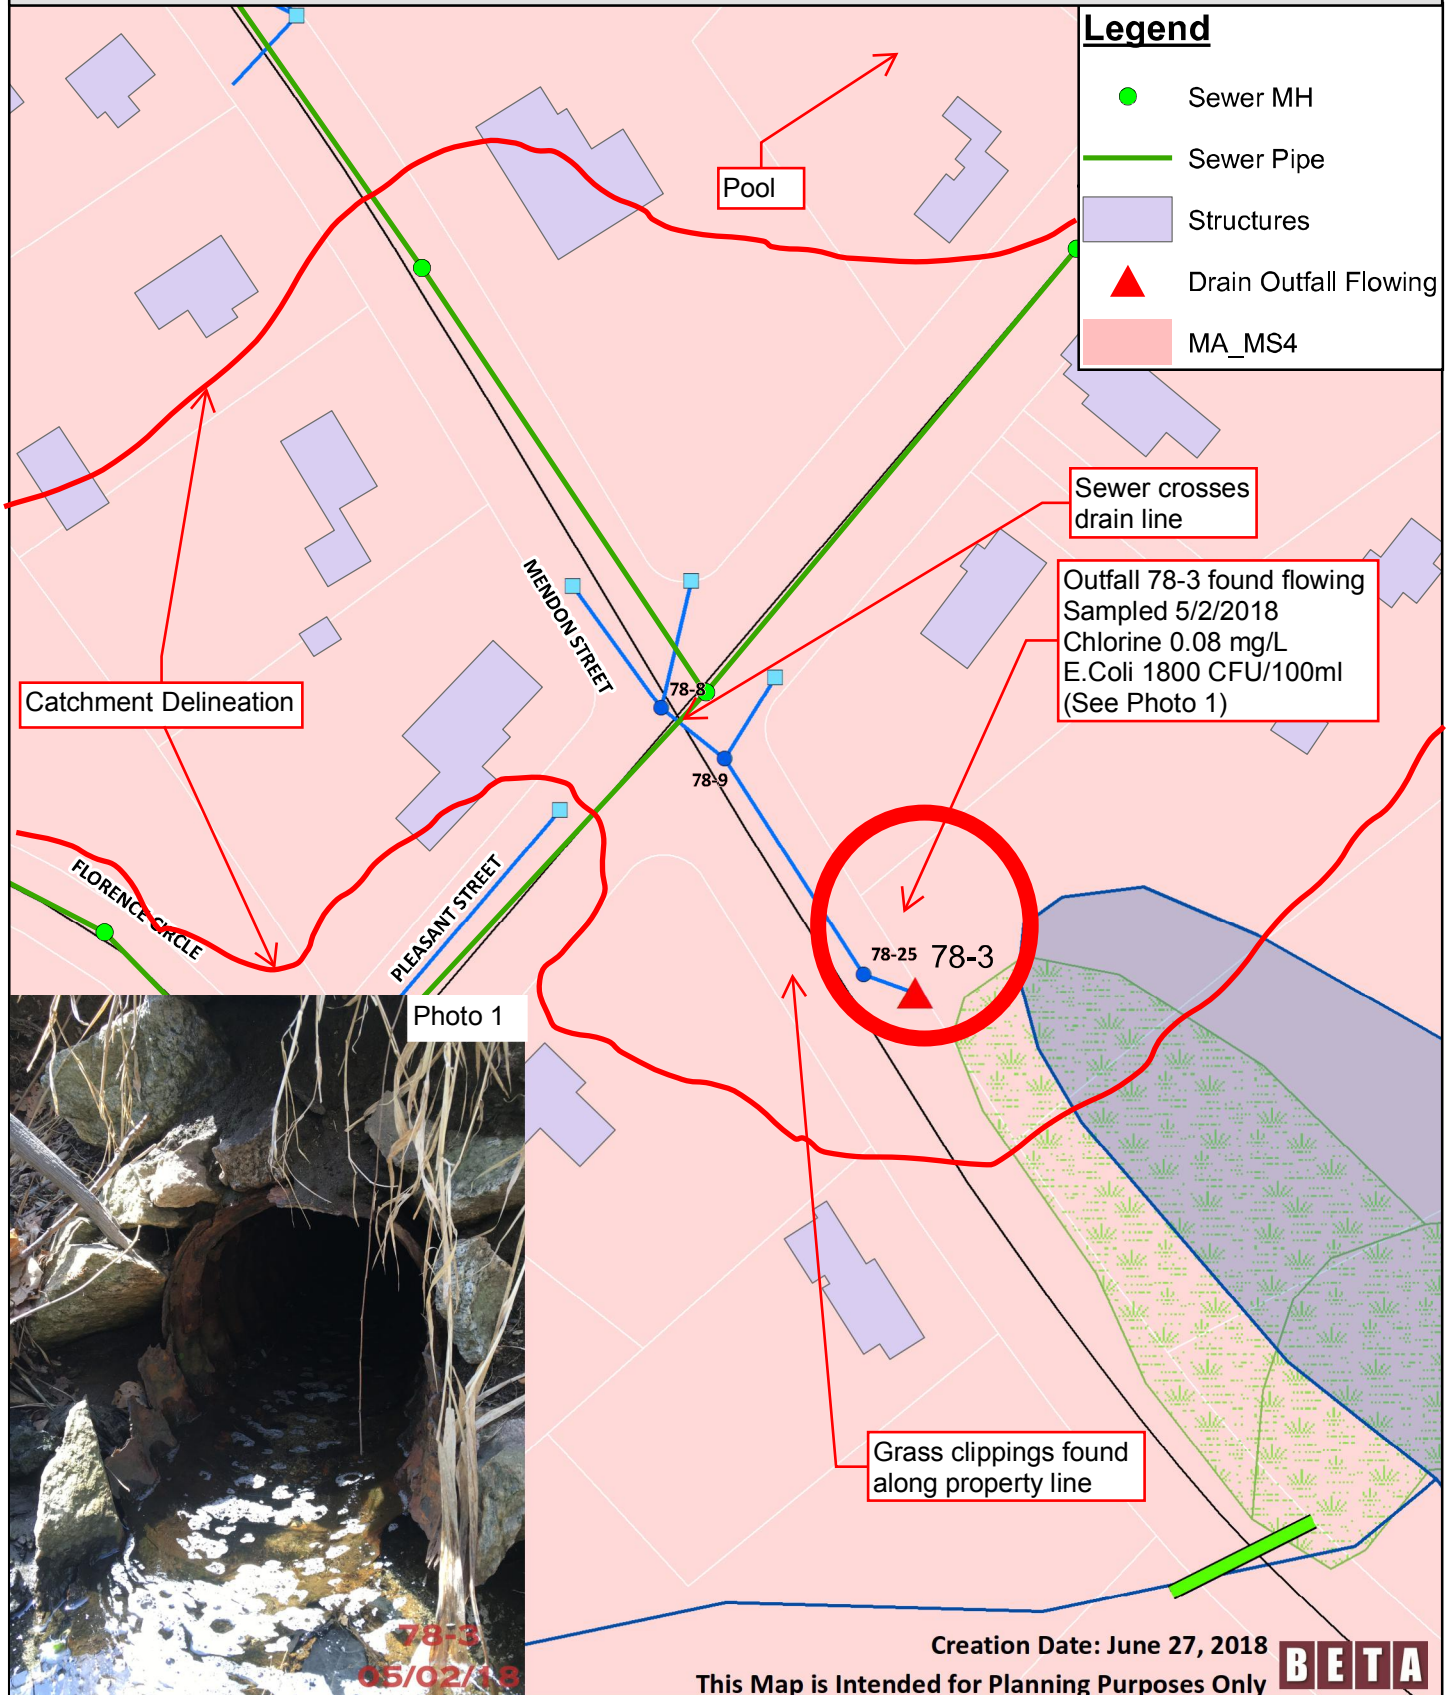 Legend
Sewer MH
Sewer Pipe
Structures
Drain Outfall Flowing
MA_MS4
Pool
Sewer crosses
drain line
Outfall 78-3 found flowing
Sampled 5/2/2018
Chlorine 0.08 mg/L
E.Coli 1800 CFU/100ml
(See Photo 1)
MENDON STREET
Catchment Delineation
78-8
78-9
FLORENCE CIRCLE
PLEASANT STREET
78-25
78-3
Photo 1
Grass clippings found
along property line
78-3
05/02/18
Creation Date: June 27, 2018
This Map is Intended for Planning Purposes Only
BETA